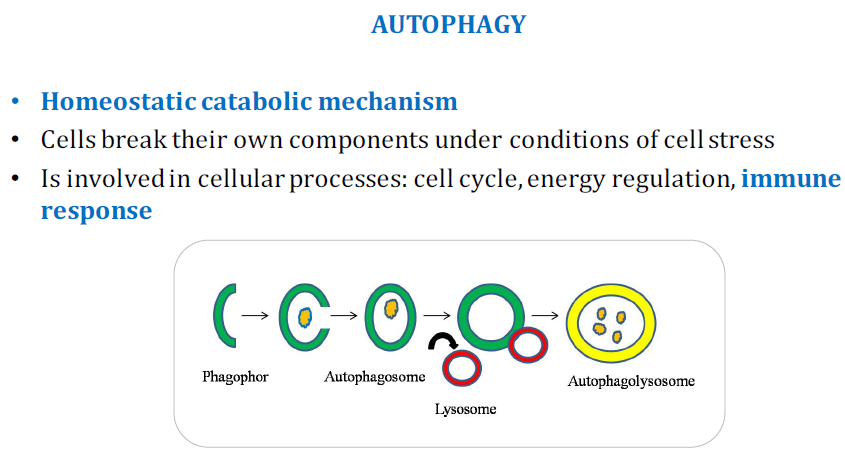 AUTOPHAGY
• Homeostatic catabolic mechanism
• Cells break their own components under conditions of cell stress
• Is involved in cellular processes: cell cycle, energy regulation, immune
response
Phagophor
Autophagosome
Lysosome
Autophagolysosome